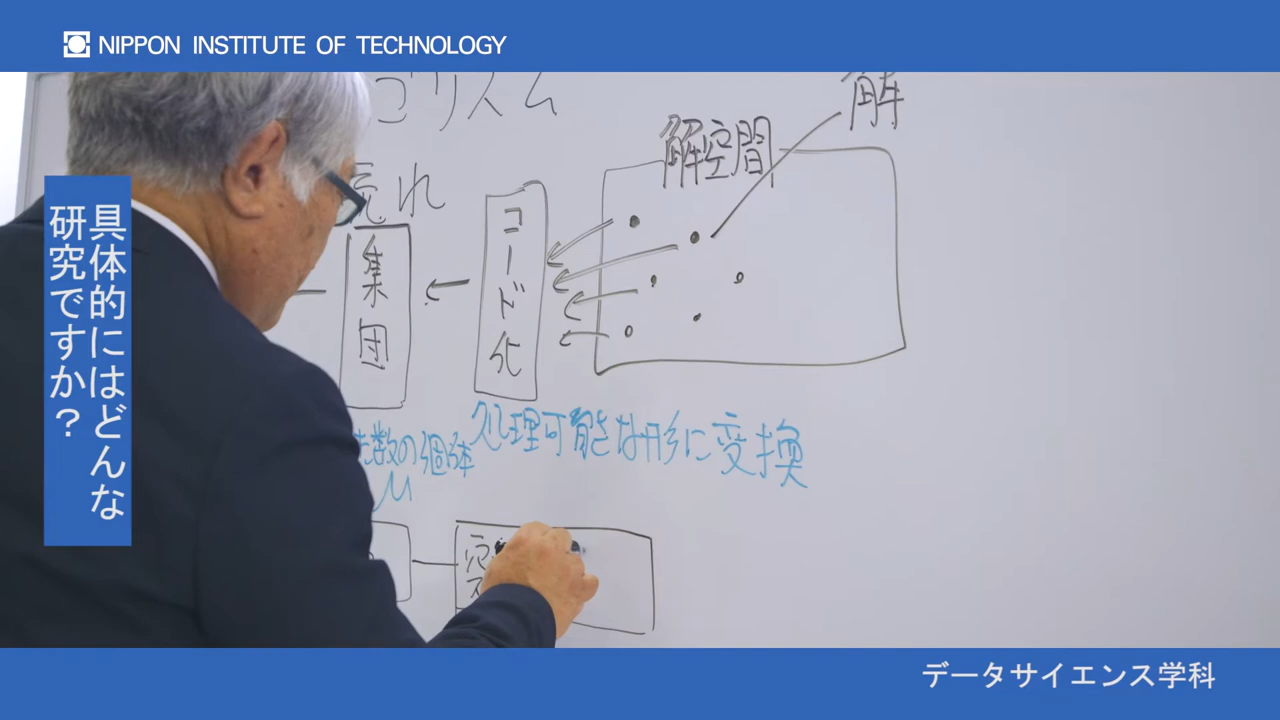 NIPPON INSTITUTE OF TECHNOLOGY
ゴリズム
解
解空間
流れ
コード化
集団
具体的にはどんな
研究ですか？
数の個体
処理可能な形に変換
データサイエンス学科